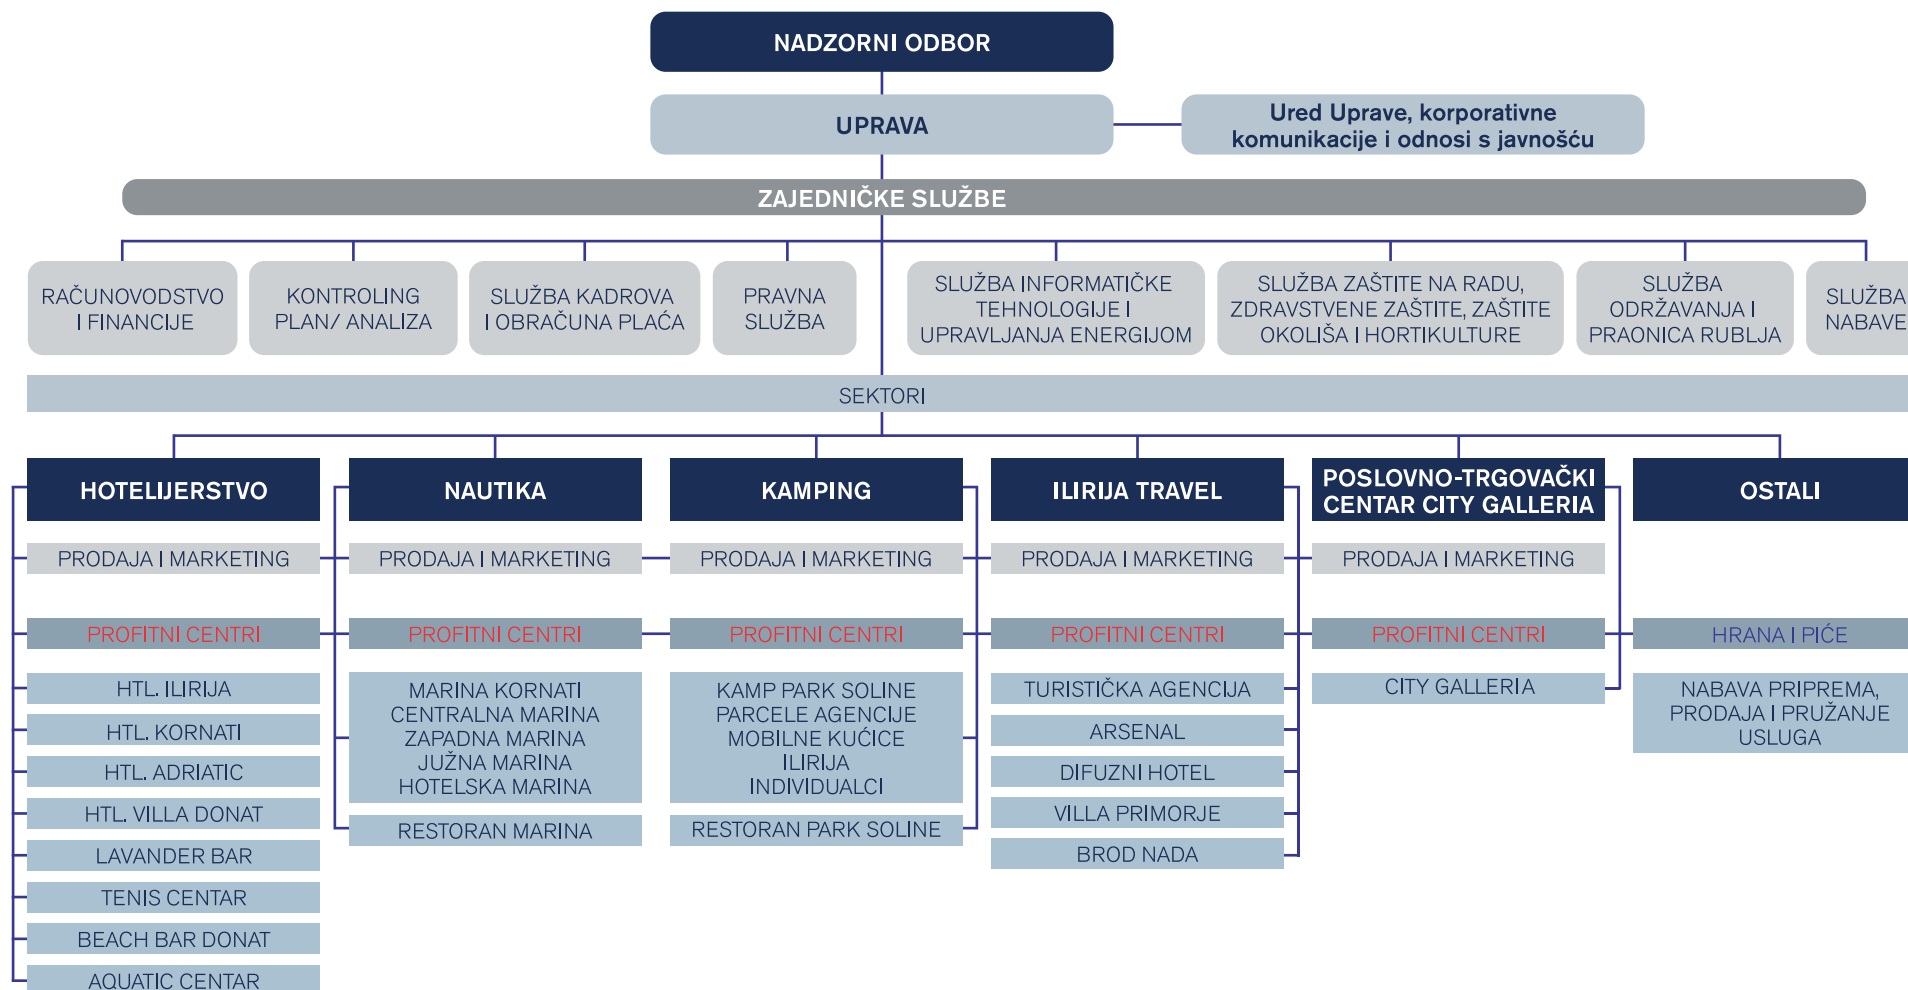 NADZORNI ODBOR
UPRAVA
Ured Uprave, korporativne
komunikacije i odnosi s javnošću
ZAJEDNIČKE SLUŽBE
RAČUNOVODSTVO
I FINANCIJE
KONTROLING
PLAN/ ANALIZA
SLUŽBA KADROVA
I OBRAČUNA PLAĆA
PRAVNA
SLUŽBA
SLUŽBA INFORMATIČKE
TEHNOLOGIJE I
UPRAVLJANJA ENERGIJOM
SLUŽBA ZAŠTITE NA RADU,
ZDRAVSTVENE ZAŠTITE, ZAŠTITE
OKOLIŠA I HORTIKULTURE
SLUŽBA
ODRŽAVANJA I
PRAONICA RUBLJA
SLUŽBA
NABAVE
SEKTORI
HOTELIJERSTVO
PRODAJA I MARKETING
PROFITNI CENTRI
HTL. ILIRIJA
HTL. KORNATI
HTL. ADRIATIC
HTL. VILLA DONAT
LAVANDER BAR
TENIS CENTAR
BEACH BAR DONAT
AQUATIC CENTAR
NAUTIKA
PRODAJA I MARKETING
PROFITNI CENTRI
MARINA KORNATI
CENTRALNA MARINA
ZAPADNA MARINA
JUŽNA MARINA
HOTELSKA MARINA
RESTORAN MARINA
KAMPING
PRODAJA I MARKETING
PROFITNI CENTRI
KAMP PARK SOLINE
PARCELE AGENCIJE
MOBILNE KUĆICE
ILIRIJA
INDIVIDUALCI
RESTORAN PARK SOLINE
ILIRIJA TRAVEL
PRODAJA I MARKETING
PROFITNI CENTRI
TURISTIČKA AGENCIJA
ARSENAL
DIFUZNI HOTEL
VILLA PRIMORJE
BROD NADA
POSLOVNO-TRGOVAČKI
CENTAR CITY GALLERIA
PRODAJA I MARKETING
PROFITNI CENTRI
CITY GALLERIA
OSTALI
HRANA I PIĆE
NABAVA PRIPREMA,
PRODAJA I PRUŽANJE
USLUGA